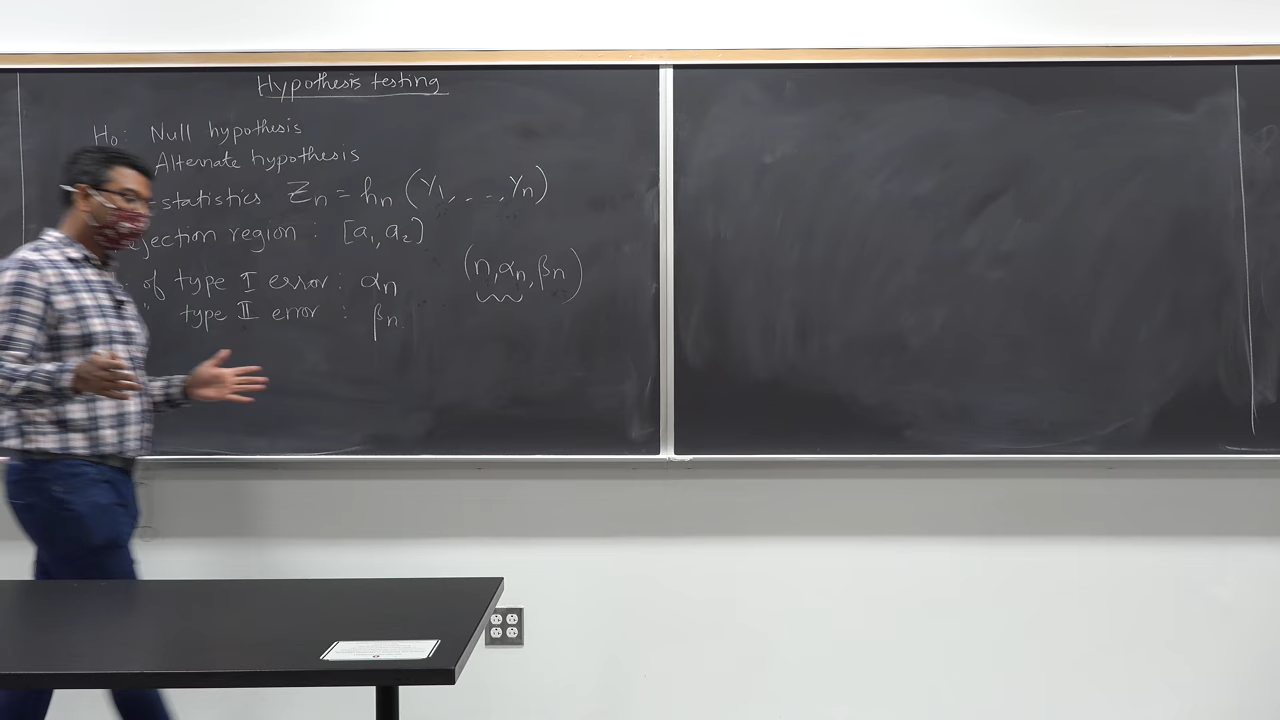 Hypothesis testing
H₀: Null hypothesis
Alternate hypothesis
-statistics Zₙ = hₙ (Y₁, . . , Yₙ)
ejection region : [a₁, a₂]
of type I error : αₙ (n, αₙ, βₙ)
" type II error : βₙ.